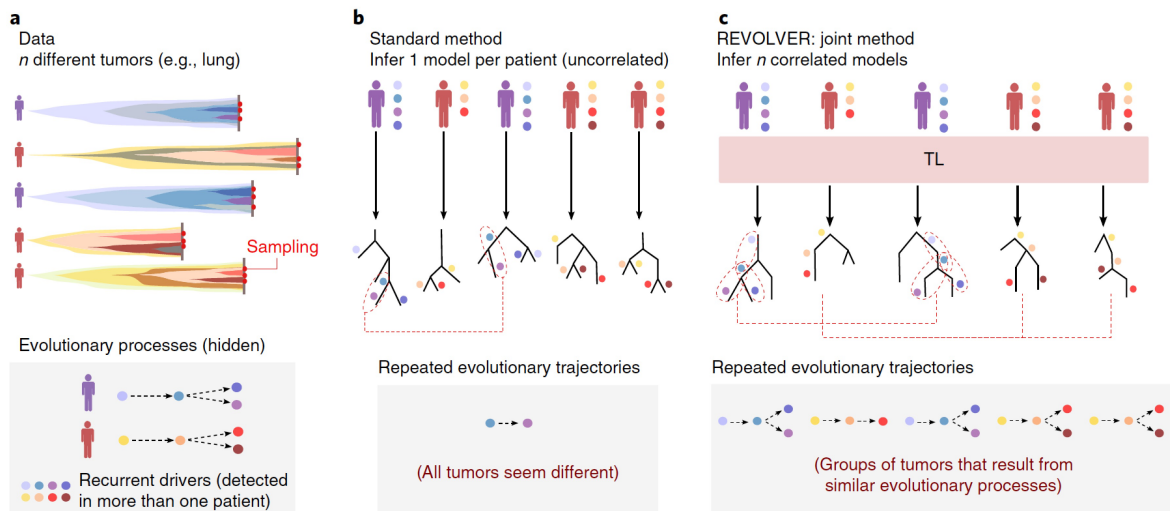 a
Data
n different tumors (e.g., lung)
Sampling
Evolutionary processes (hidden)
Recurrent drivers (detected
in more than one patient)
b
Standard method
Infer 1 model per patient (uncorrelated)
Repeated evolutionary trajectories
(All tumors seem different)
c
REVOLVER: joint method
Infer n correlated models
TL
Repeated evolutionary trajectories
(Groups of tumors that result from
similar evolutionary processes)